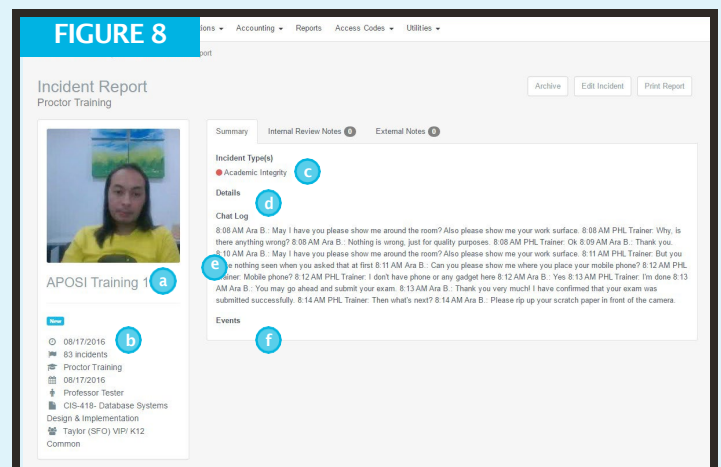 FIGURE 8
Accounting Reports Access Codes Utilities
Incident Report
Proctor Training
Archive Edit Incident Print Report
Summary Internal Review Notes 0 External Notes 0
Incident Type(s)
Academic Integrity c
Details
d
Chat Log
8:08 AM Ara B.: May I have you please show me around the room? Also please show me your work surface. 8:08 AM PHL Trainer: Why, is
there anything wrong? 8:08 AM Ara B.: Nothing is wrong, just for quality purposes. 8:08 AM PHL Trainer: Ok 8:09 AM Ara B.: Thank you.
8:10 AM Ara B.: May I have you please show me around the room? Also please show me your work surface. 8:11 AM PHL Trainer: But you
nothing seen when you asked that at first 8:11 AM Ara B.: Can you please show me where you place your mobile phone? 8:12 AM PHL
Mobile phone? 8:12 AM PHL Trainer: I don't have phone or any gadget here 8:12 AM Ara B.: Yes 8:13 AM PHL Trainer: I'm done 8:13
AM Ara B.: You may go ahead and submit your exam. 8:13 AM Ara B.: Thank you very much! I have confirmed that your exam was
submitted successfully. 8:14 AM PHL Trainer: Then what's next? 8:14 AM Ara B.: Please rip up your scratch paper in front of the camera.
e
Events
f
APOSI Training 1 a
New
08/17/2016 b
83 incidents
Proctor Training
08/17/2016
Professor Tester
CIS-418- Database Systems
Design & Implementation
Taylor (SFO) VIP/ K12
Common